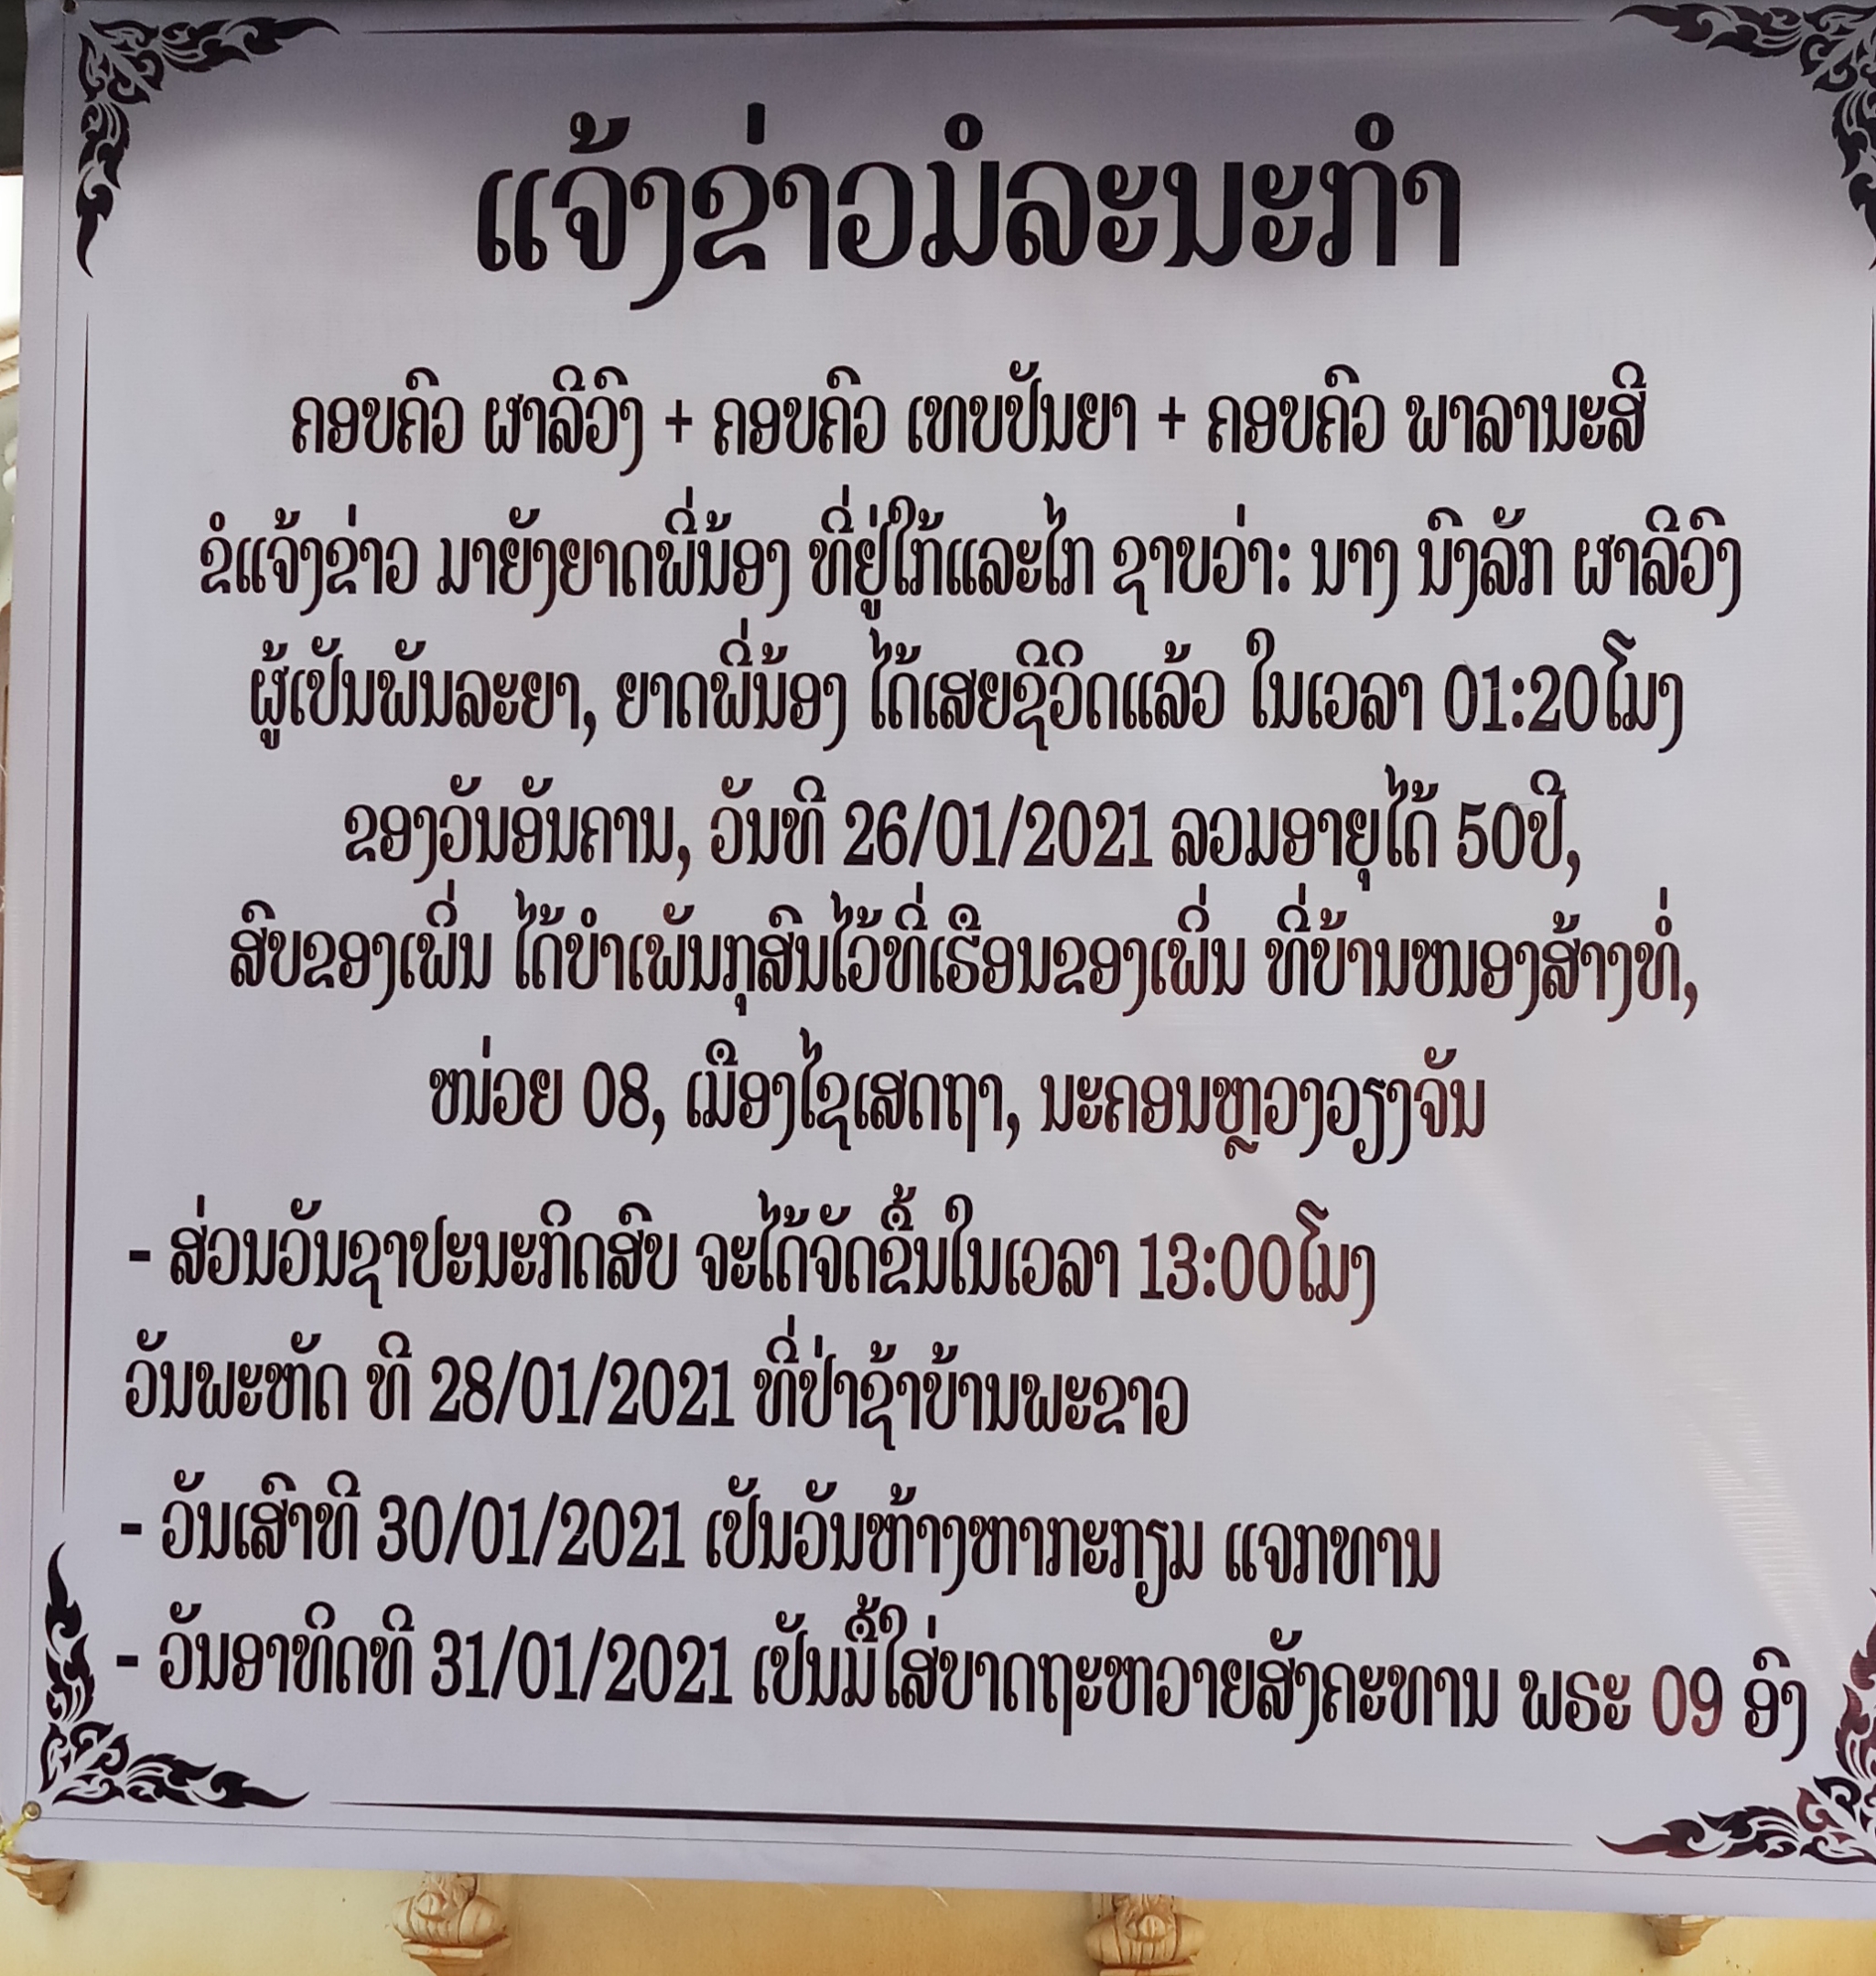 ແຈ້ງຂ່າວມໍລະນະກຳ
ຄອບຄົວ ຜາລີວົງ + ຄອບຄົວ ເທບປັນຍາ + ຄອບຄົວ ພາລານະສີ
ຂໍແຈ້ງຂ່າວ ມາຍັງຍາດພີ່ນ້ອງ ທີ່ຢູ່ໃກ້ແລະໄກ ຊາບວ່າ: ນາງ ນົງລັກ ຜາລີວົງ
ຜູ້ເປັນພັນລະຍາ, ຍາດພີ່ນ້ອງ ໄດ້ເສຍຊີວິດແລ້ວ ໃນເວລາ 01:20ໂມງ
ຂອງວັນອັນຄານ, ວັນທີ 26/01/2021 ລວມອາຍຸໄດ້ 50ປີ,
ສົບຂອງເພິ່ນ ໄດ້ບຳເພັນກຸສົນໄວ້ທີ່ເຮືອນຂອງເພິ່ນ ທີ່ບ້ານໜອງສ້າງທໍ່,
ໜ່ວຍ 08, ເມືອງໄຊເສດຖາ, ນະຄອນຫຼວງວຽງຈັນ
- ສ່ວນວັນຊາປະນະກິດສົບ ຈະໄດ້ຈັດຂຶ້ນໃນເວລາ 13:00ໂມງ
ວັນພະຫັດ ທີ 28/01/2021 ທີ່ປ່າຊ້າບ້ານພະຂາວ
- ວັນເສົາທີ 30/01/2021 ເປັນວັນຫ້າງຫາກະກຽມ ແຈກທານ
- ວັນອາທິດທີ 31/01/2021 ເປັນມື້ໃສ່ບາດຖະຫວາຍສັງຄະທານ ພຣະ 09 ອົງ